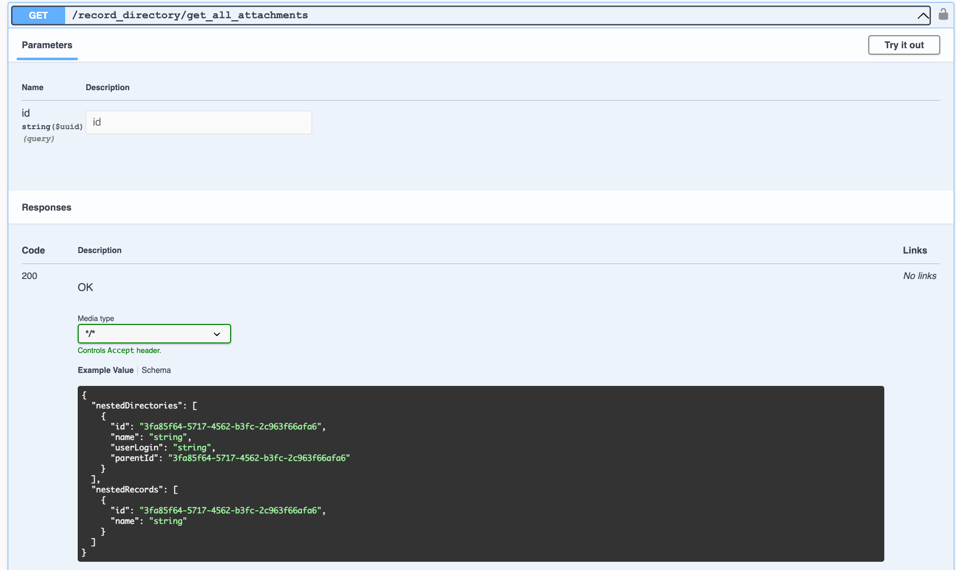 GET /record_directory/get_all_attachments
Parameters
Try it out
Name Description
id
string($uuid)
(query)
id
Responses
Code Description Links
200
OK
No links
Media type
*/*
Controls Accept header.
Example Value Schema
{
  "nestedDirectories": [
    {
      "id": "3fa85f64-5717-4562-b3fc-2c963f66afa6",
      "name": "string",
      "userLogin": "string",
      "parentId": "3fa85f64-5717-4562-b3fc-2c963f66afa6"
    }
  ],
  "nestedRecords": [
    {
      "id": "3fa85f64-5717-4562-b3fc-2c963f66afa6",
      "name": "string"
    }
  ]
}